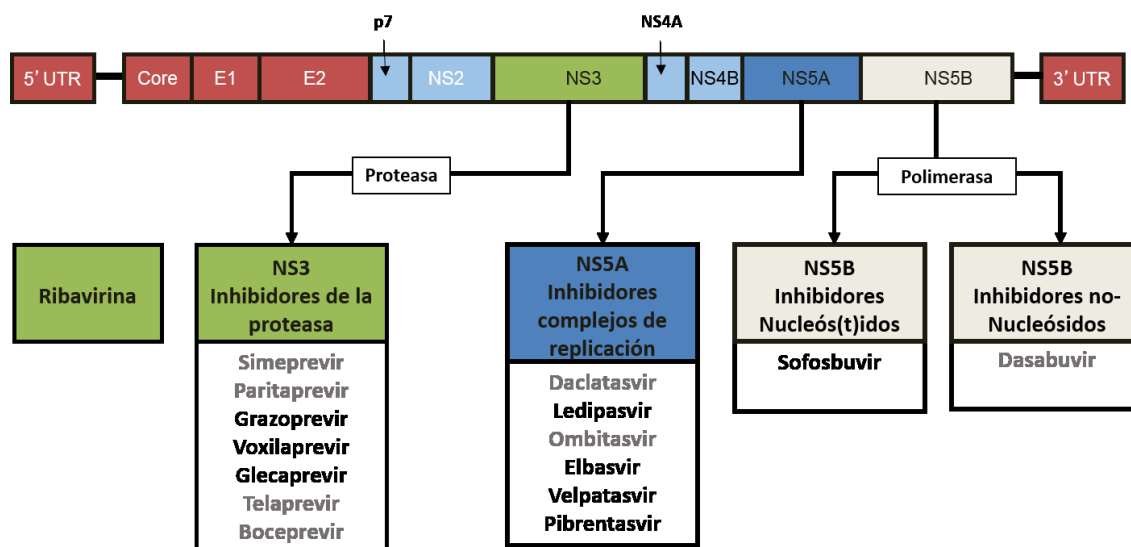 p7
NS4A
5' UTR
Core
E1
E2
NS2
NS3
NS4B
NS5A
NS5B
3' UTR
Proteasa
Polimerasa
Ribavirina
NS3
Inhibidores de la
proteasa
Simeprevir
Paritaprevir
Grazoprevir
Voxilaprevir
Glecaprevir
Telaprevir
Boceprevir
NS5A
Inhibidores
complejos de
replicación
Daclatasvir
Ledipasvir
Ombitasvir
Elbasvir
Velpatasvir
Pibrentasvir
NS5B
Inhibidores
Nucleós(t)idos
Sofosbuvir
NS5B
Inhibidores no-
Nucleósidos
Dasabuvir